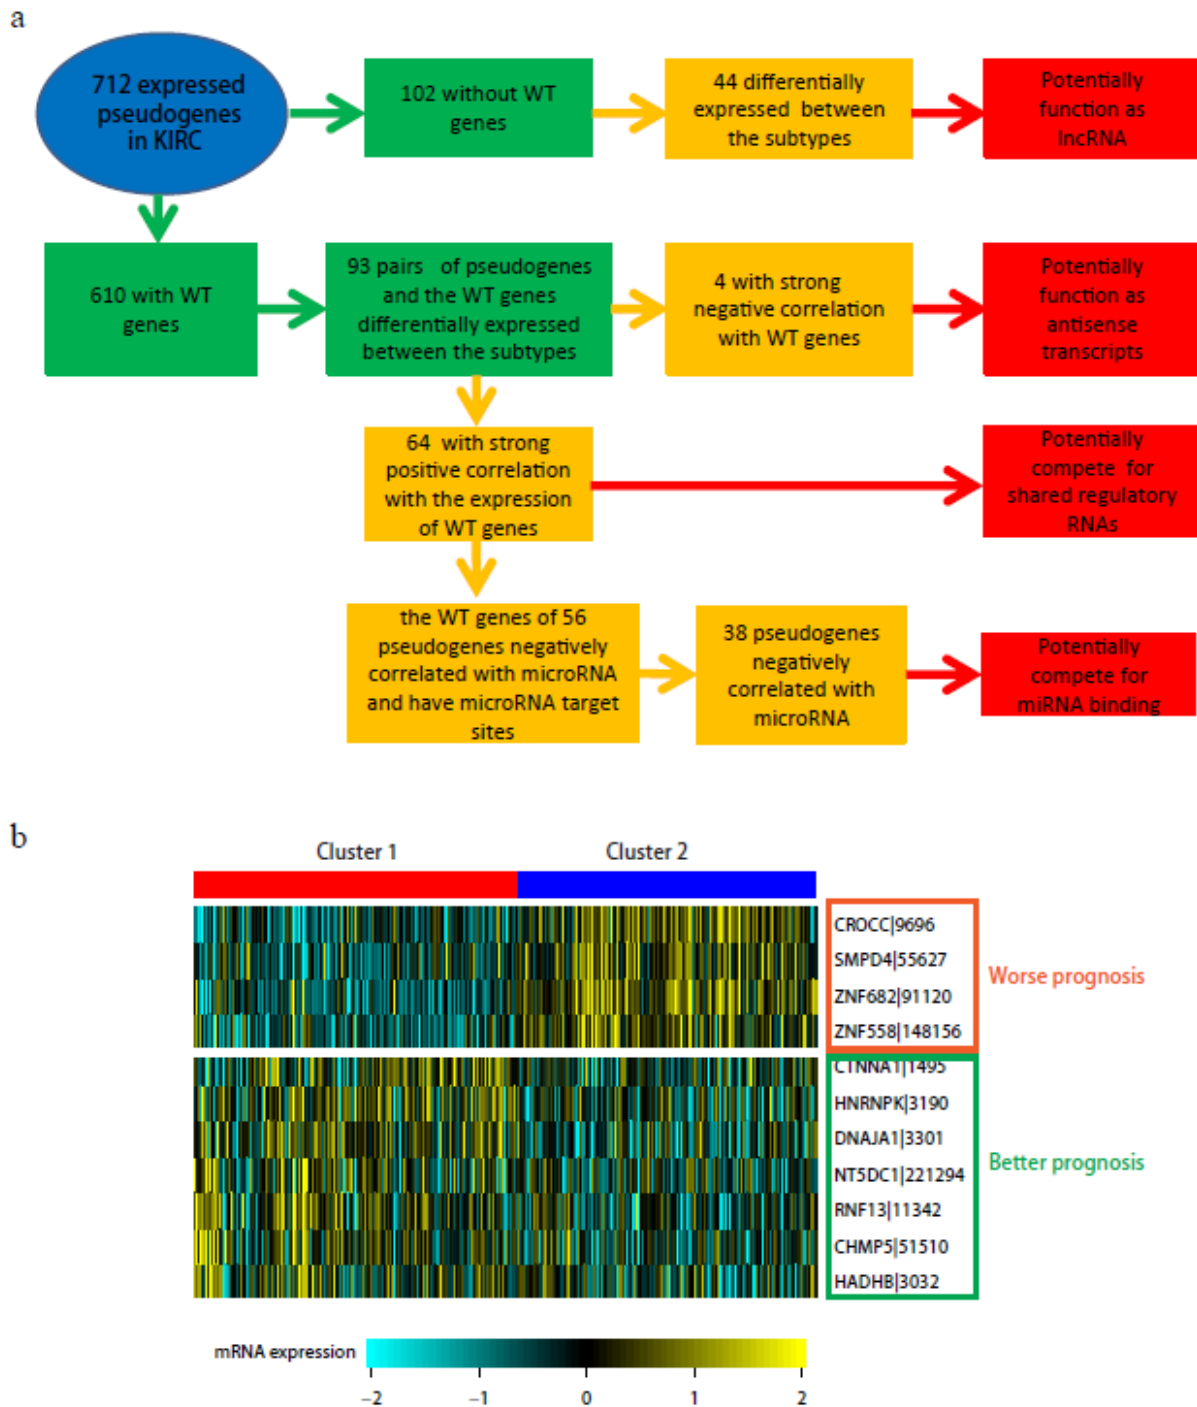 a
712 expressed
pseudogenes
in KIRC
102 without WT
genes
44 differentially
expressed between
the subtypes
Potentially
function as
lncRNA
610 with WT
genes
93 pairs of pseudogenes
and the WT genes
differentially expressed
between the subtypes
4 with strong
negative correlation
with WT genes
Potentially
function as
antisense
transcripts
64 with strong
positive correlation
with the expression
of WT genes
Potentially
compete for
shared regulatory
RNAs
the WT genes of 56
pseudogenes negatively
correlated with microRNA
and have microRNA target
sites
38 pseudogenes
negatively
correlated with
microRNA
Potentially
compete for
miRNA binding
b
Cluster 1
Cluster 2
CROCC|9696
SMPD4|55627
ZNF682|91120
ZNF558|148156
Worse prognosis
CTNNA1|1495
HNRNPK|3190
DNAJA1|3301
NT5DC1|221294
RNF13|11342
CHMP5|51510
HADHB|3032
Better prognosis
mRNA expression
−2 −1 0 1 2